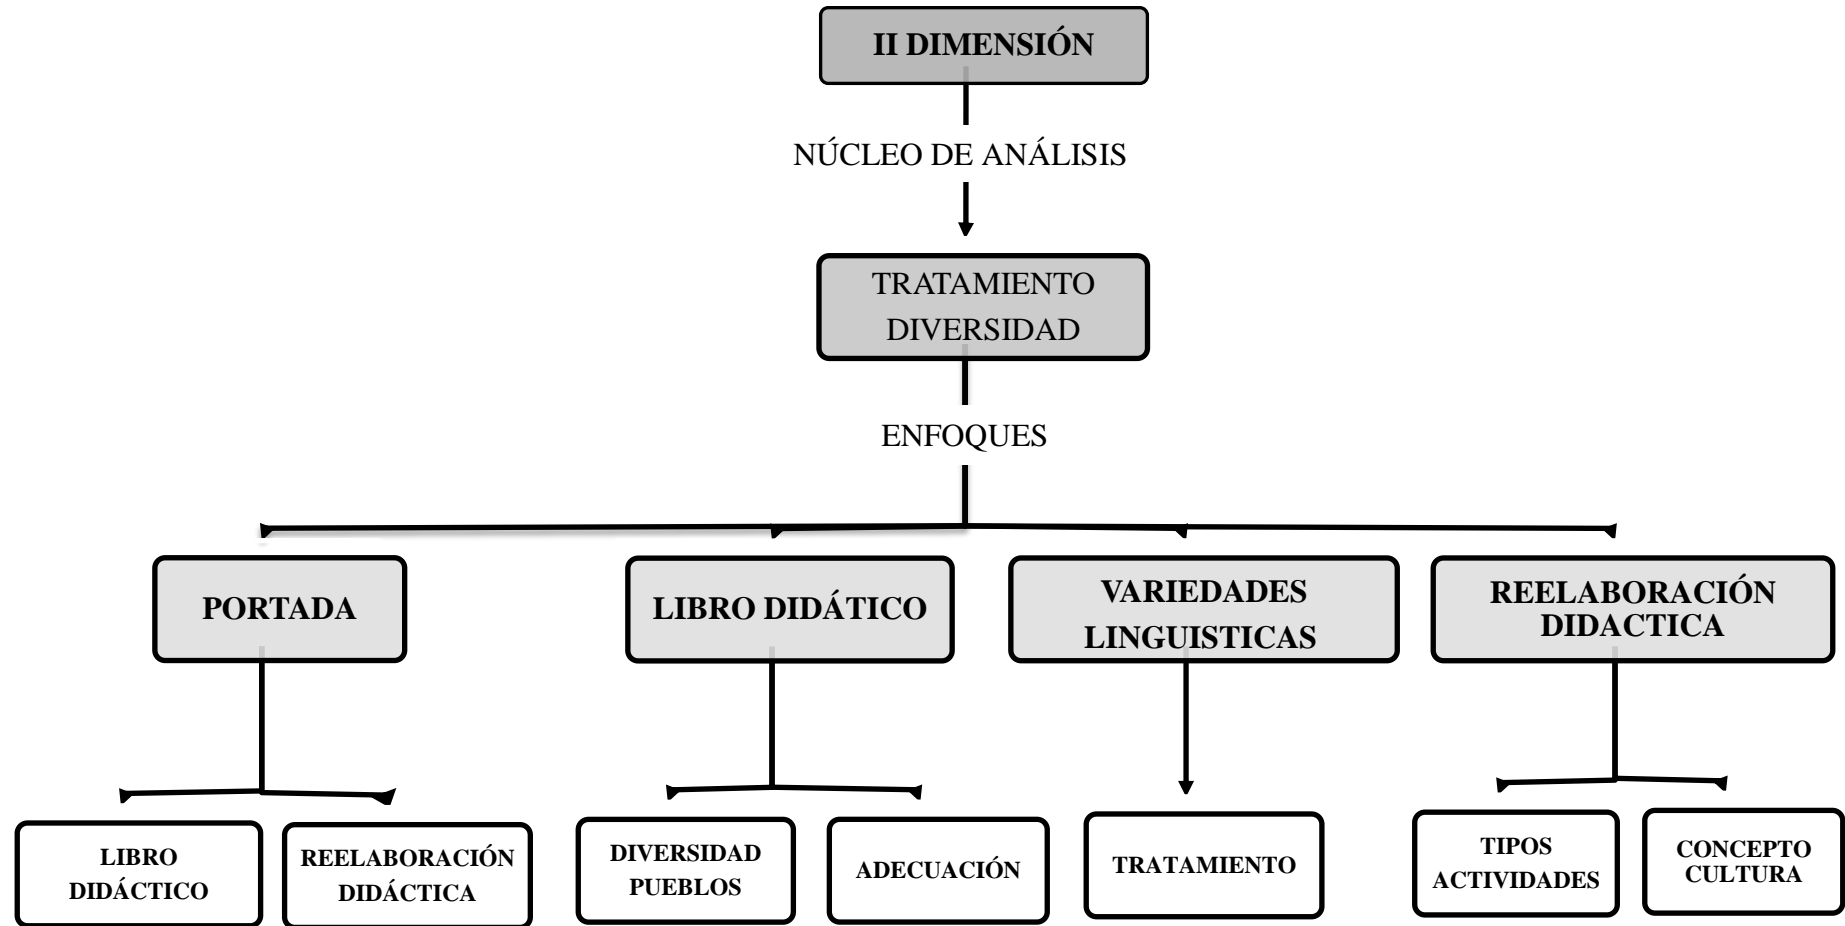 II DIMENSIÓN
NÚCLEO DE ANÁLISIS
TRATAMIENTO
DIVERSIDAD
ENFOQUES
PORTADA
LIBRO DIDÁTICO
VARIEDADES
LINGUISTICAS
REELABORACIÓN
DIDACTICA
LIBRO
DIDÁCTICO
REELABORACIÓN
DIDÁCTICA
DIVERSIDAD
PUEBLOS
ADECUACIÓN
TRATAMIENTO
TIPOS
ACTIVIDADES
CONCEPTO
CULTURA